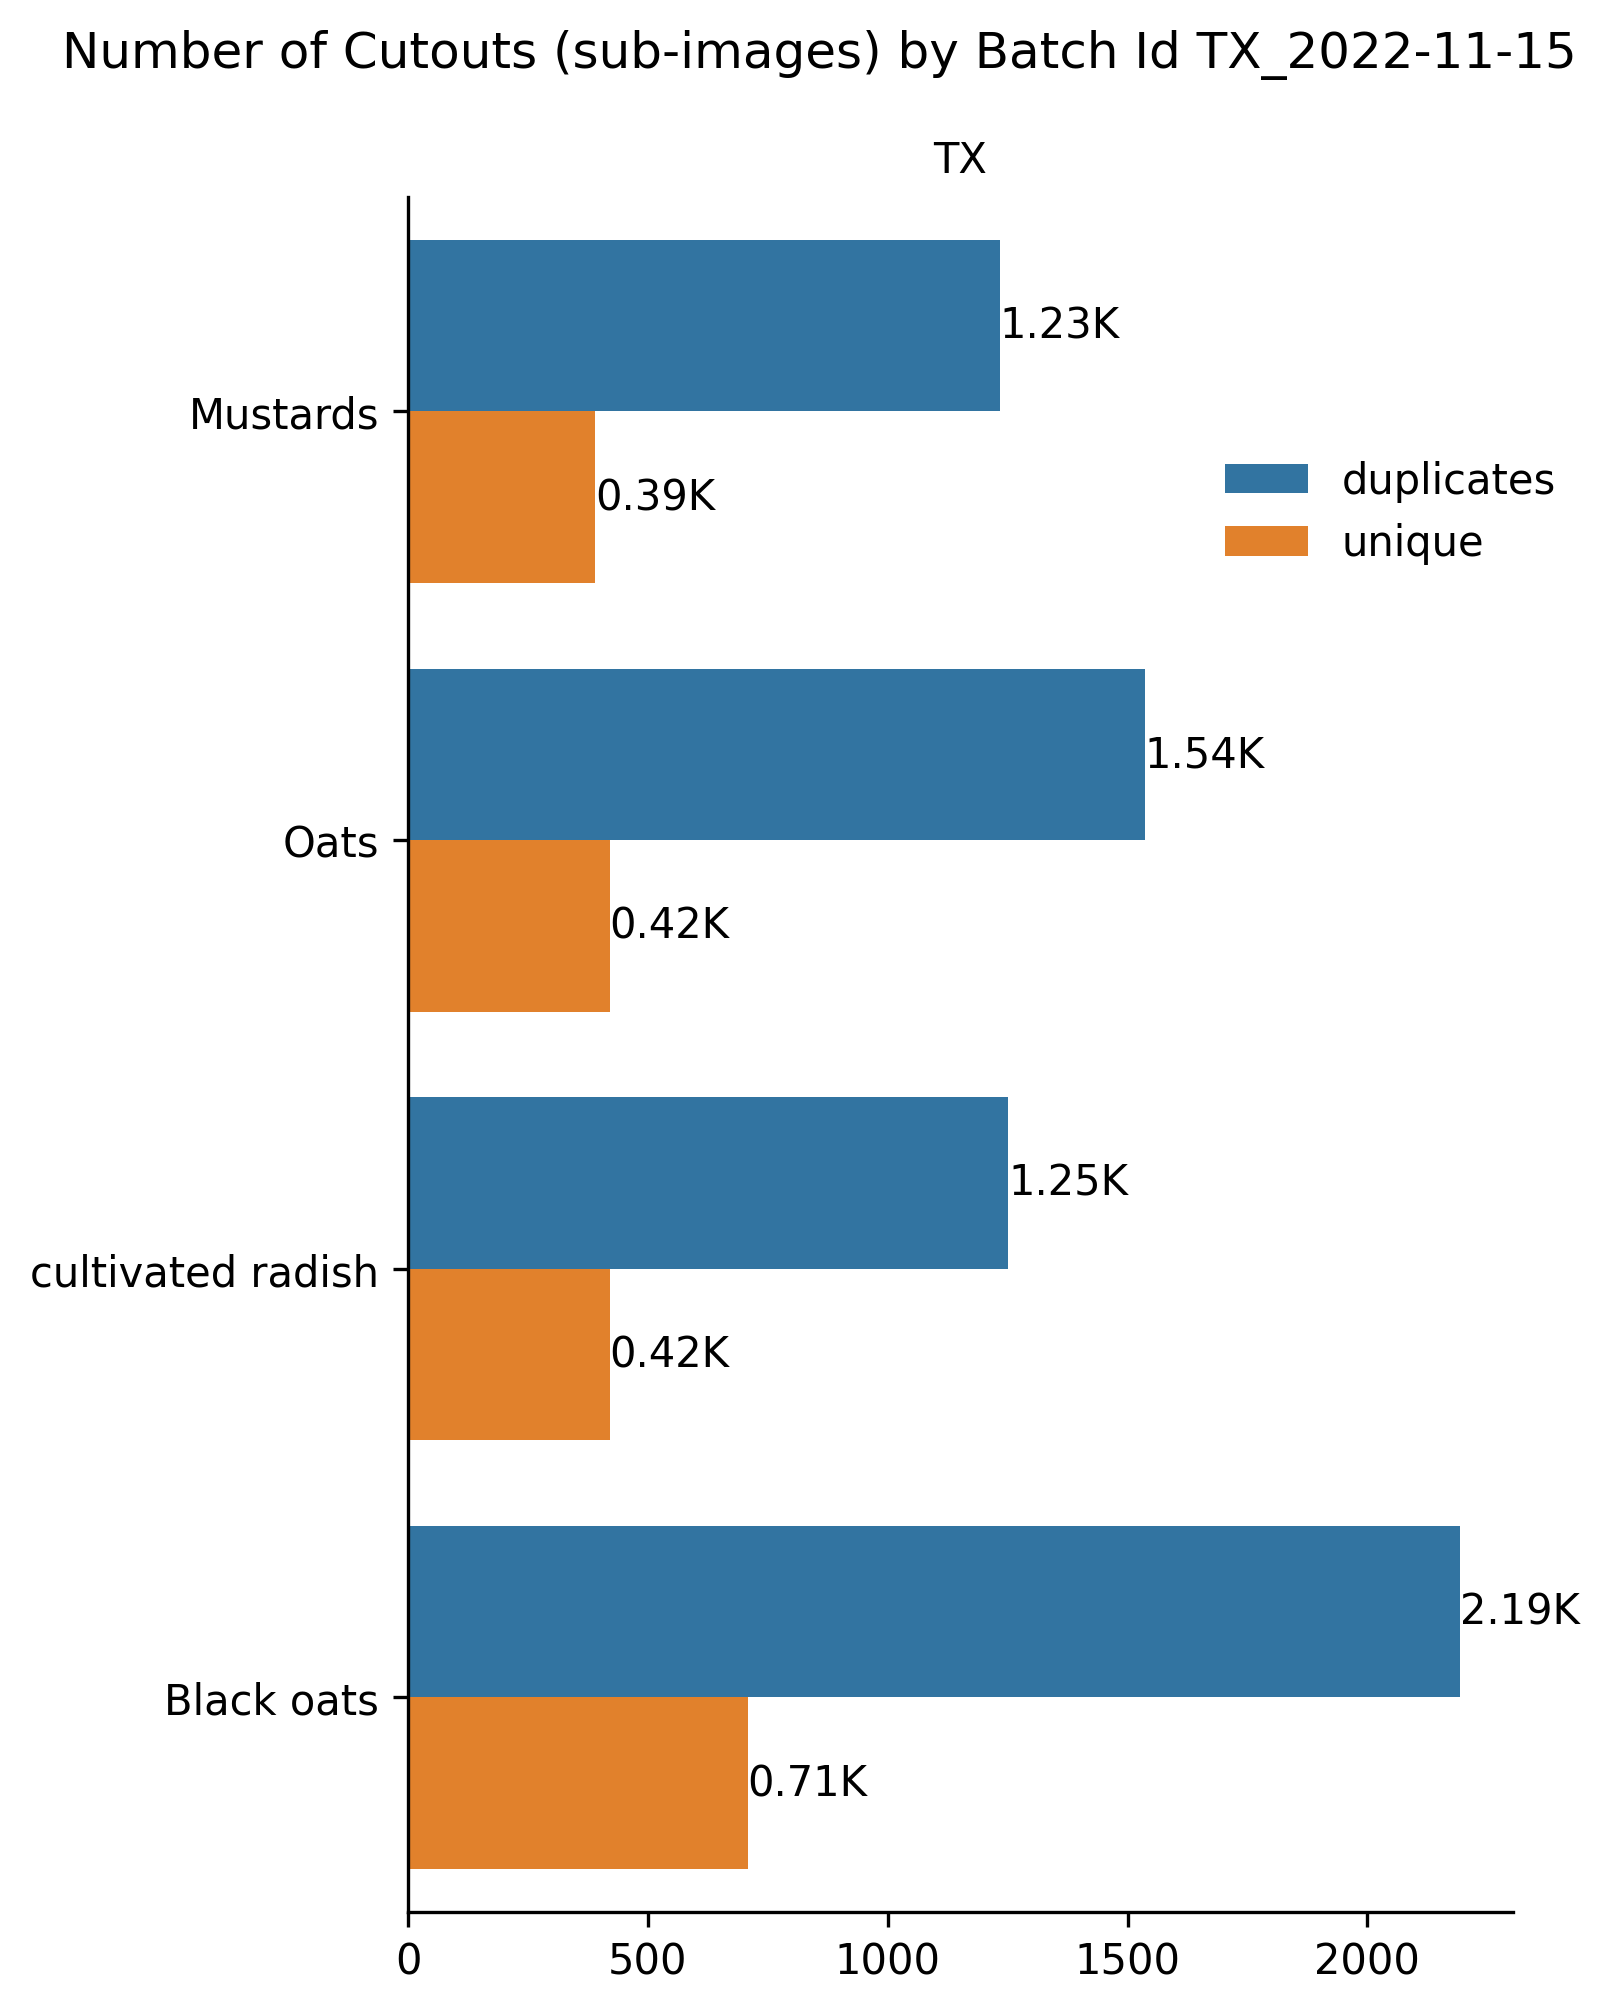 Number of Cutouts (sub-images) by Batch Id TX_2022-11-15
TX
1.23K
Mustards
0.39K
duplicates
unique
1.54K
Oats
0.42K
1.25K
cultivated radish
0.42K
2.19K
Black oats
0.71K
0 500 1000 1500 2000